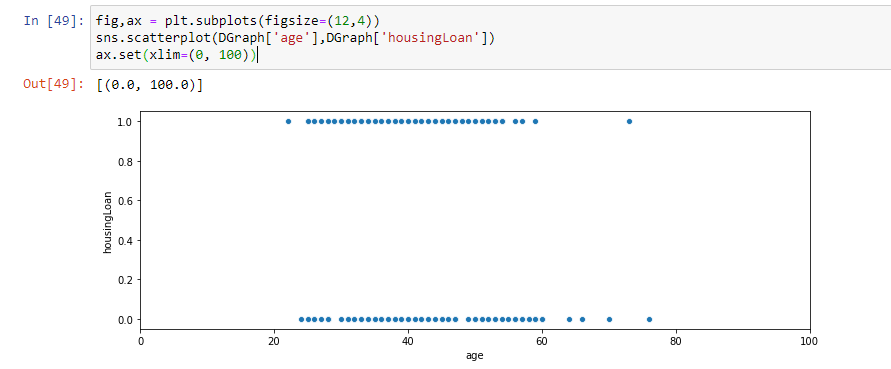 In [49]: fig,ax = plt.subplots(figsize=(12,4))
sns.scatterplot(DGraph['age'],DGraph['housingLoan'])
ax.set(xlim=(0, 100))
Out[49]: [(0.0, 100.0)]
1.0
0.8
0.6
0.4
0.2
0.0
housingLoan
0 20 40 60 80 100
age